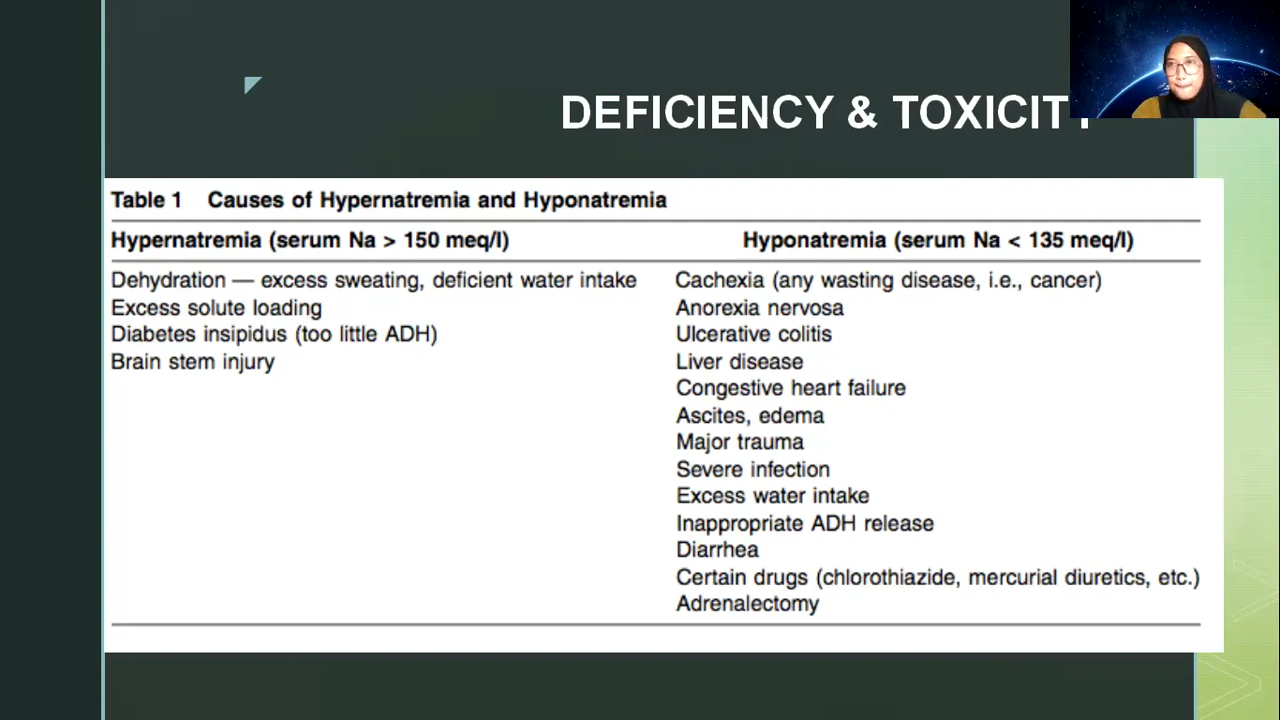 DEFICIENCY & TOXICITY
Table 1 Causes of Hypernatremia and Hyponatremia
Hypernatremia (serum Na > 150 meq/l)
Dehydration — excess sweating, deficient water intake
Excess solute loading
Diabetes insipidus (too little ADH)
Brain stem injury
Hyponatremia (serum Na < 135 meq/l)
Cachexia (any wasting disease, i.e., cancer)
Anorexia nervosa
Ulcerative colitis
Liver disease
Congestive heart failure
Ascites, edema
Major trauma
Severe infection
Excess water intake
Inappropriate ADH release
Diarrhea
Certain drugs (chlorothiazide, mercurial diuretics, etc.)
Adrenalectomy